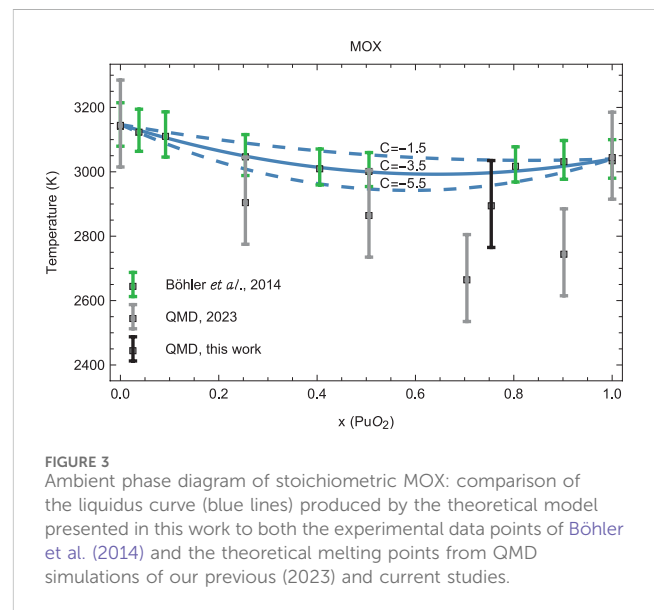 MOX
3200
3000
2800
2600
2400
Temperature (K)
C=−1.5
C=−3.5
C=−5.5
Böhler et al., 2014
QMD, 2023
QMD, this work
0.0 0.2 0.4 0.6 0.8 1.0
x (PuO₂)
FIGURE 3
Ambient phase diagram of stoichiometric MOX: comparison of
the liquidus curve (blue lines) produced by the theoretical model
presented in this work to both the experimental data points of Böhler
et al. (2014) and the theoretical melting points from QMD
simulations of our previous (2023) and current studies.